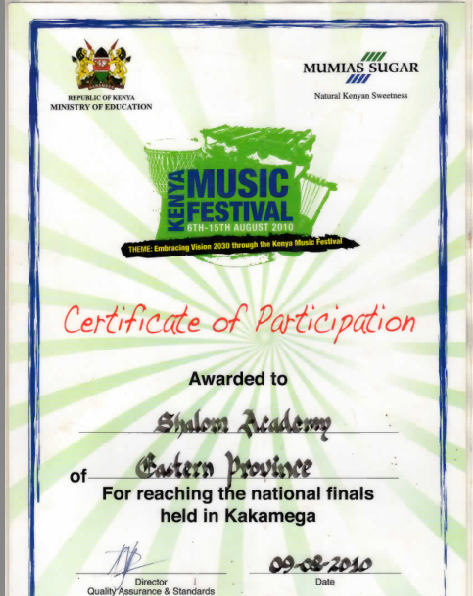 REPUBLIC OF KENYA
MINISTRY OF EDUCATION
MUMIAS SUGAR
Natural Kenyan Sweetness
KENYA
MUSIC
FESTIVAL
6TH-15TH AUGUST 2010
THEME: Embracing Vision 2030 through the Kenya Music Festival
Certificate of Participation
Awarded to
Shalom Academy
of Eastern Province
For reaching the national finals
held in Kakamega
09-08-2010
Director
Quality Assurance & Standards
Date